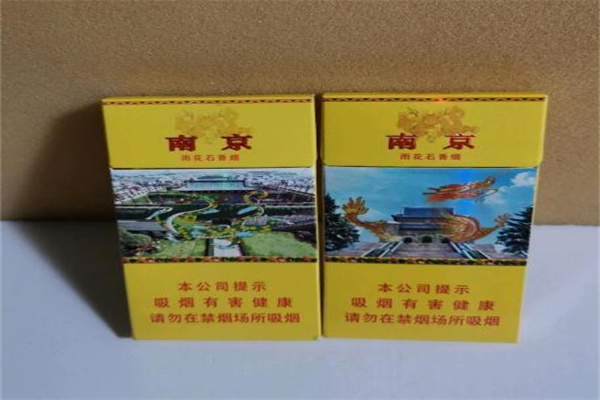 南京
雨花石香烟
本公司提示
吸烟有害健康
请勿在禁烟场所吸烟
南京
雨花石香烟
本公司提示
吸烟有害健康
请勿在禁烟场所吸烟